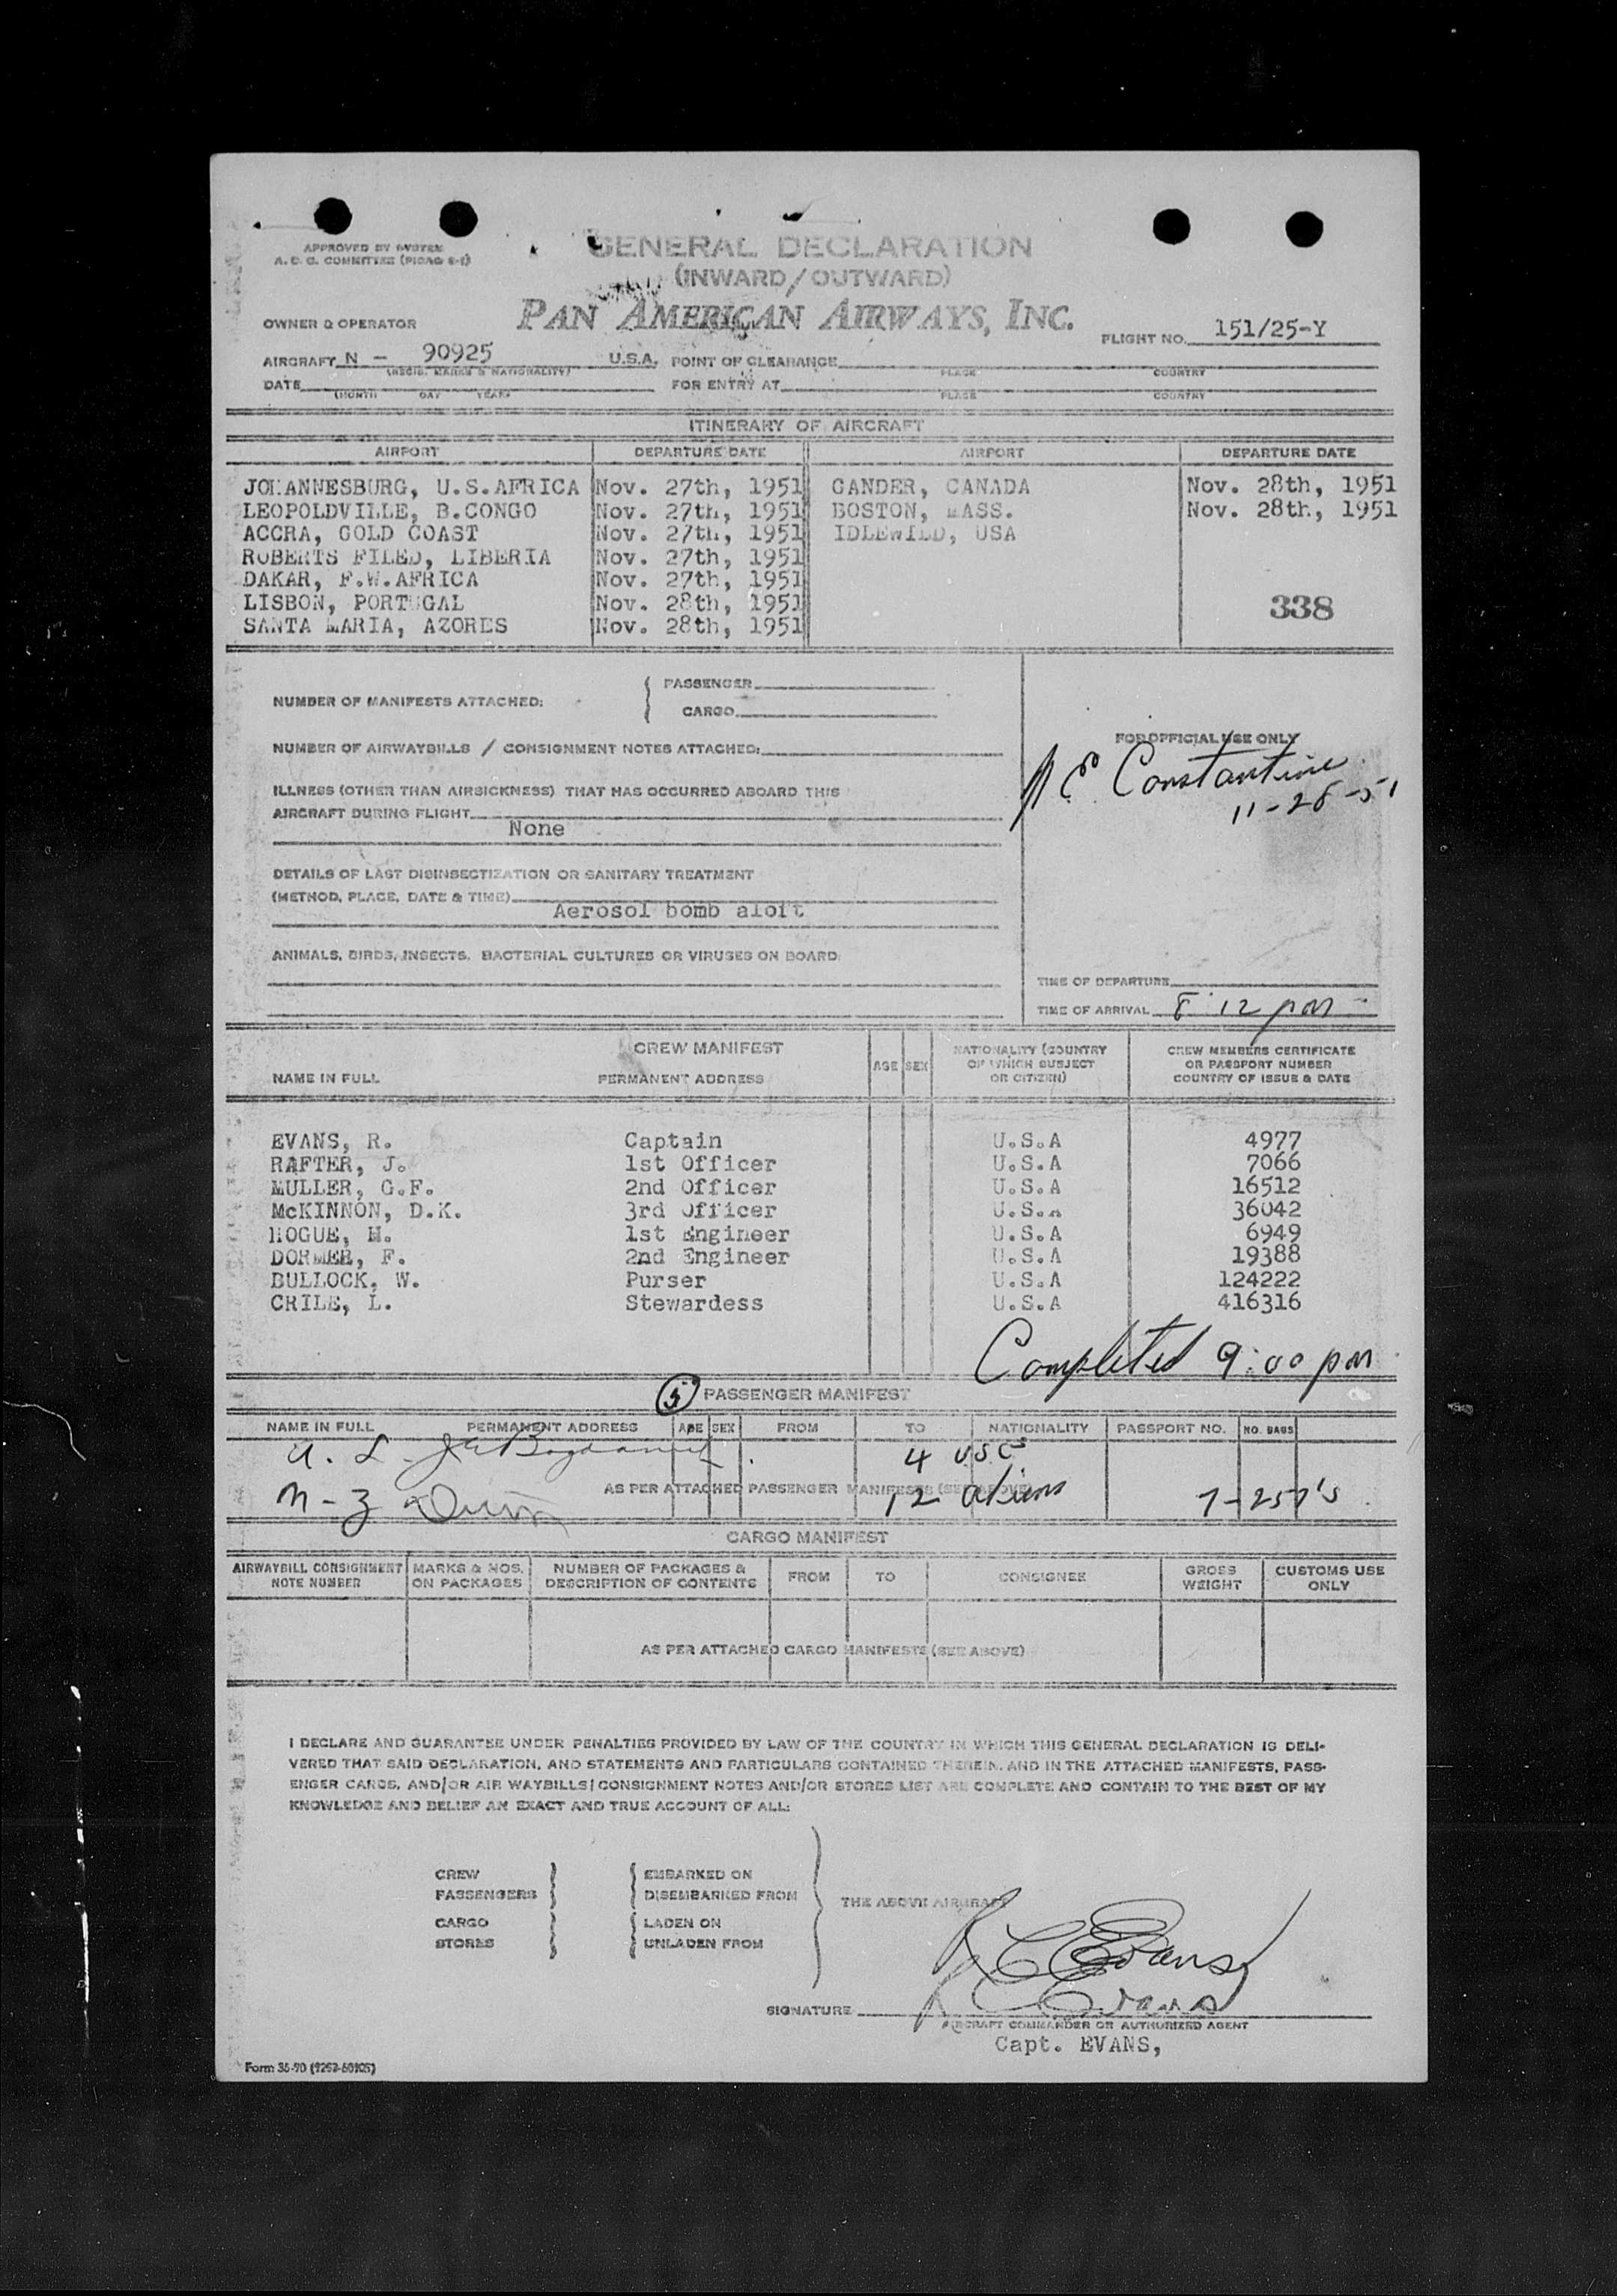 APPROVED BY SYSTEM
A. D. C. COMMITTEE (PICAO 8-1)
GENERAL DECLARATION
(INWARD/OUTWARD)
PAN AMERICAN AIRWAYS, INC.
OWNER & OPERATOR
FLIGHT NO. 151/25-Y
AIRCRAFT N - 90925 U.S.A. POINT OF CLEARANCE
(REGIS. MARKS & NATIONALITY) PLACE COUNTRY
DATE FOR ENTRY AT
(MONTH DAY YEAR) PLACE COUNTRY
ITINERARY OF AIRCRAFT
AIRPORT DEPARTURE DATE AIRPORT DEPARTURE DATE
JOHANNESBURG, U.S.AFRICA Nov. 27th, 1951 GANDER, CANADA Nov. 28th, 1951
LEOPOLDVILLE, B.CONGO Nov. 27th, 1951 BOSTON, MASS. Nov. 28th, 1951
ACCRA, GOLD COAST Nov. 27th, 1951 IDLEWILD, USA
ROBERTS FILED, LIBERIA Nov. 27th, 1951
DAKAR, F.W.AFRICA Nov. 27th, 1951
LISBON, PORTUGAL Nov. 28th, 1951
338
SANTA MARIA, AZORES Nov. 28th, 1951
NUMBER OF MANIFESTS ATTACHED: PASSENGER
CARGO
NUMBER OF AIRWAYBILLS / CONSIGNMENT NOTES ATTACHED:
FOR OFFICIAL USE ONLY
Constantine
11-28-51
ILLNESS (OTHER THAN AIRSICKNESS) THAT HAS OCCURRED ABOARD THIS
AIRCRAFT DURING FLIGHT
None
DETAILS OF LAST DISINSECTIZATION OR SANITARY TREATMENT
(METHOD, PLACE, DATE & TIME)
Aerosol bomb aloft
ANIMALS, BIRDS, INSECTS, BACTERIAL CULTURES OR VIRUSES ON BOARD:
TIME OF DEPARTURE
TIME OF ARRIVAL 8:12 pm
CREW MANIFEST
NAME IN FULL PERMANENT ADDRESS AGE SEX NATIONALITY (COUNTRY OF WHICH SUBJECT OR CITIZEN) CREW MEMBERS CERTIFICATE OR PASSPORT NUMBER COUNTRY OF ISSUE & DATE
EVANS, R. Captain U.S.A 4977
RAFTER, J. 1st Officer U.S.A 7066
MULLER, G.F. 2nd Officer U.S.A 16512
McKINNON, D.K. 3rd Officer U.S.A 36042
HOGUE, H. 1st Engineer U.S.A 6949
DORMER, F. 2nd Engineer U.S.A 19388
BULLOCK, W. Purser U.S.A 124222
CRILE, L. Stewardess U.S.A 416316
Completed 9:00 pm
5 PASSENGER MANIFEST
NAME IN FULL PERMANENT ADDRESS AGE SEX FROM TO NATIONALITY PASSPORT NO. NO. BAGS
A. L. 4 USC
AS PER ATTACHED PASSENGER MANIFESTS (SEE ABOVE)
N-Z 12 aliens 7-257's
CARGO MANIFEST
AIRWAYBILL CONSIGNMENT NOTE NUMBER MARKS & NOS. ON PACKAGES NUMBER OF PACKAGES & DESCRIPTION OF CONTENTS FROM TO CONSIGNEE GROSS WEIGHT CUSTOMS USE ONLY
AS PER ATTACHED CARGO MANIFESTS (SEE ABOVE)
I DECLARE AND GUARANTEE UNDER PENALTIES PROVIDED BY LAW OF THE COUNTRY IN WHICH THIS GENERAL DECLARATION IS DELI-
VERED THAT SAID DECLARATION, AND STATEMENTS AND PARTICULARS CONTAINED THEREIN, AND IN THE ATTACHED MANIFESTS, PASS-
ENGER CARDS, AND/OR AIR WAYBILLS/CONSIGNMENT NOTES AND/OR STORES LIST ARE COMPLETE AND CONTAIN TO THE BEST OF MY
KNOWLEDGE AND BELIEF AN EXACT AND TRUE ACCOUNT OF ALL:
CREW EMBARKED ON
PASSENGERS DISEMBARKED FROM
THE ABOVE AIRCRAFT
CARGO LADEN ON
STORES UNLADEN FROM
R C Evans
R C Evans
SIGNATURE
AIRCRAFT COMMANDER OR AUTHORIZED AGENT
Capt. EVANS,
Form 36-90 (9252-50105)